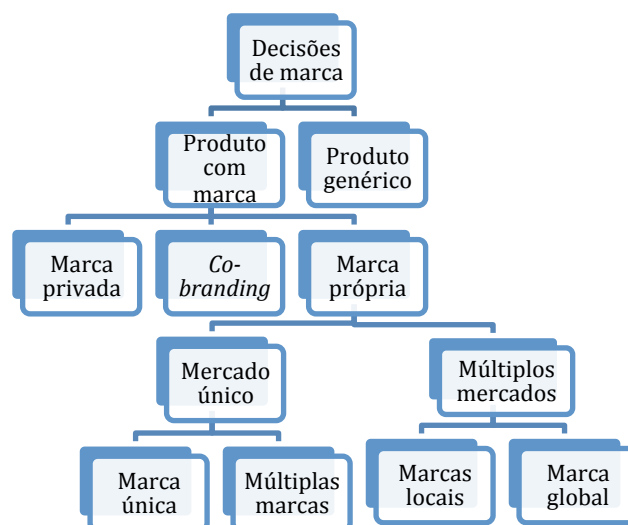 Decisões
de marca
Produto
com
marca
Produto
genérico
Marca
privada
Co-
branding
Marca
própria
Mercado
único
Múltiplos
mercados
Marca
única
Múltiplas
marcas
Marcas
locais
Marca
global